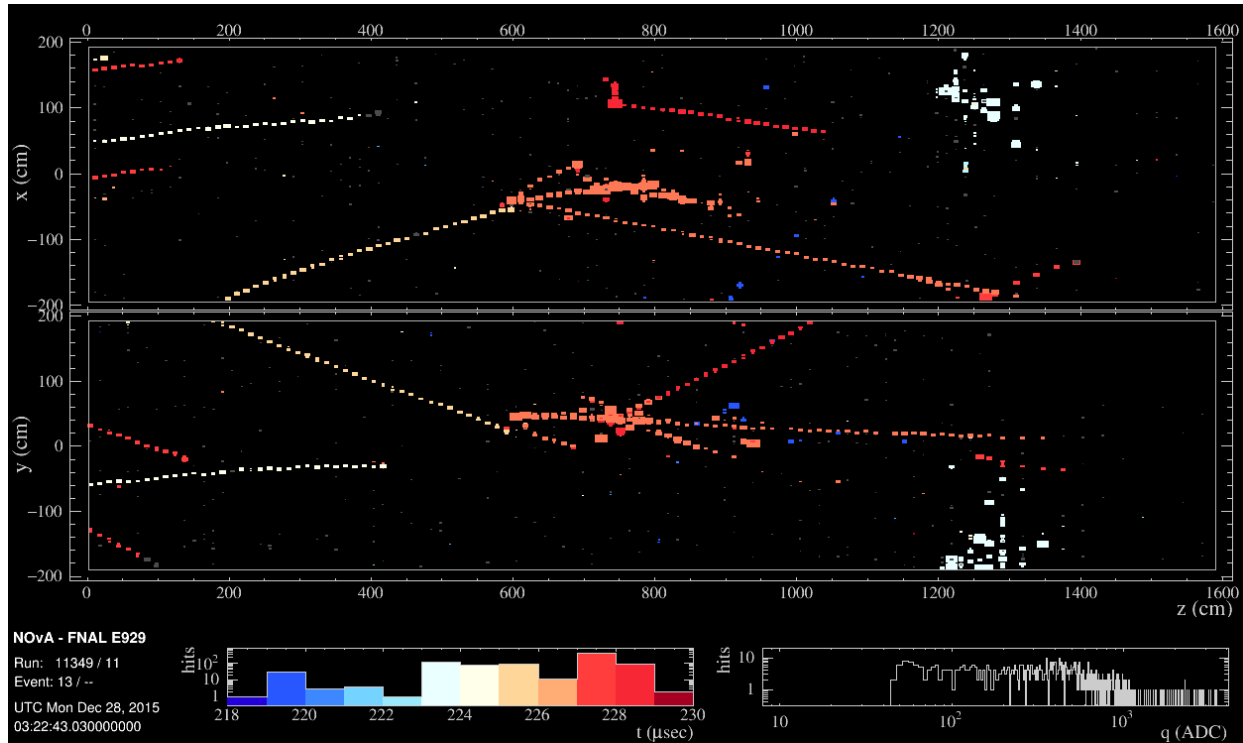 0 200 400 600 800 1000 1200 1400 1600
200
100
0
−100
−200
x (cm)
200
100
0
−100
−200
y (cm)
0 200 400 600 800 1000 1200 1400 1600
z (cm)
NOvA - FNAL E929
Run: 11349 / 11
Event: 13 / --
UTC Mon Dec 28, 2015
03:22:43.030000000
hits
10²
10
1
218 220 222 224 226 228 230
t (μsec)
hits
10
1
10 10² 10³
q (ADC)